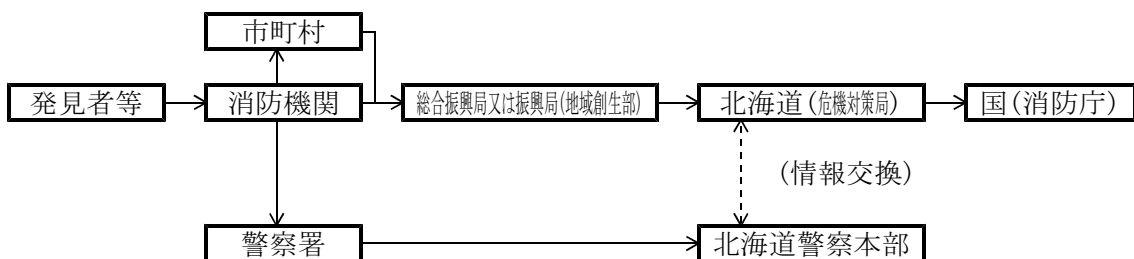 市町村
発見者等
消防機関
総合振興局又は振興局(地域創生部)
北海道(危機対策局)
国(消防庁)
(情報交換)
警察署
北海道警察本部